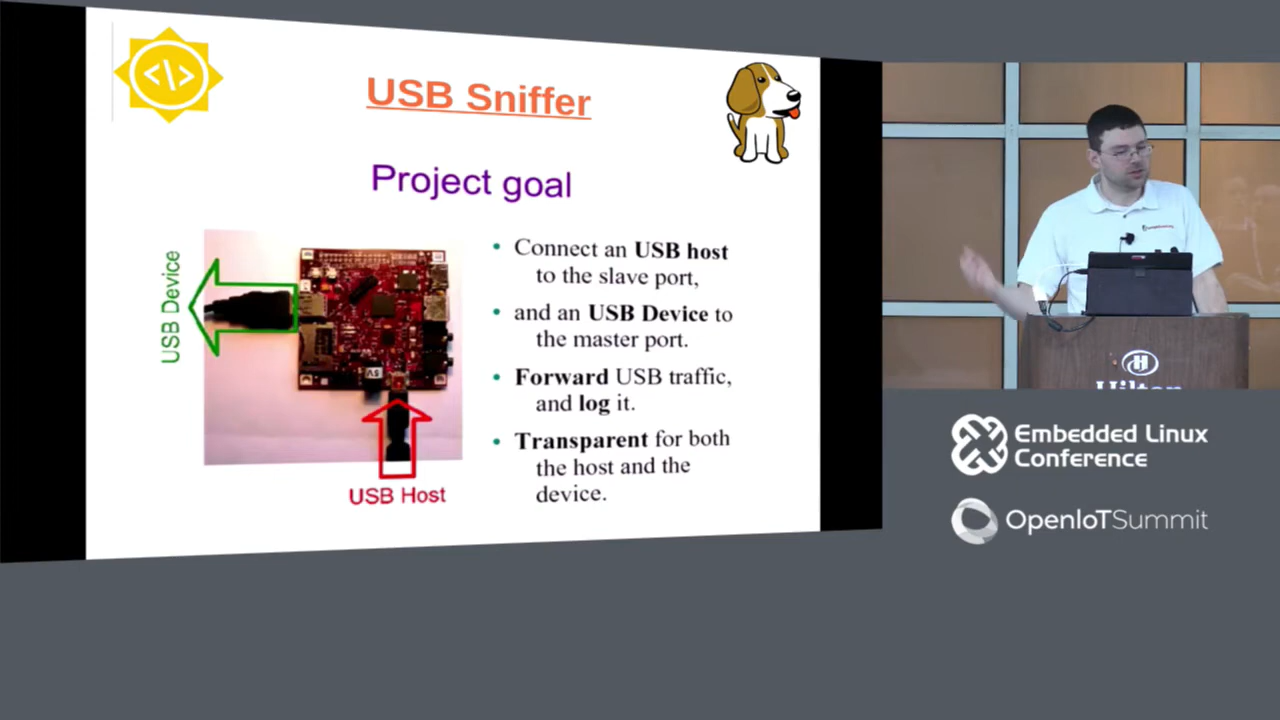 </>
USB Sniffer
Project goal
USB Device
5V
USB Host
• Connect an USB host
to the slave port,
• and an USB Device to
the master port.
• Forward USB traffic,
and log it.
• Transparent for both
the host and the
device.
H
Hilton
Embedded Linux
Conference
OpenIoTSummit